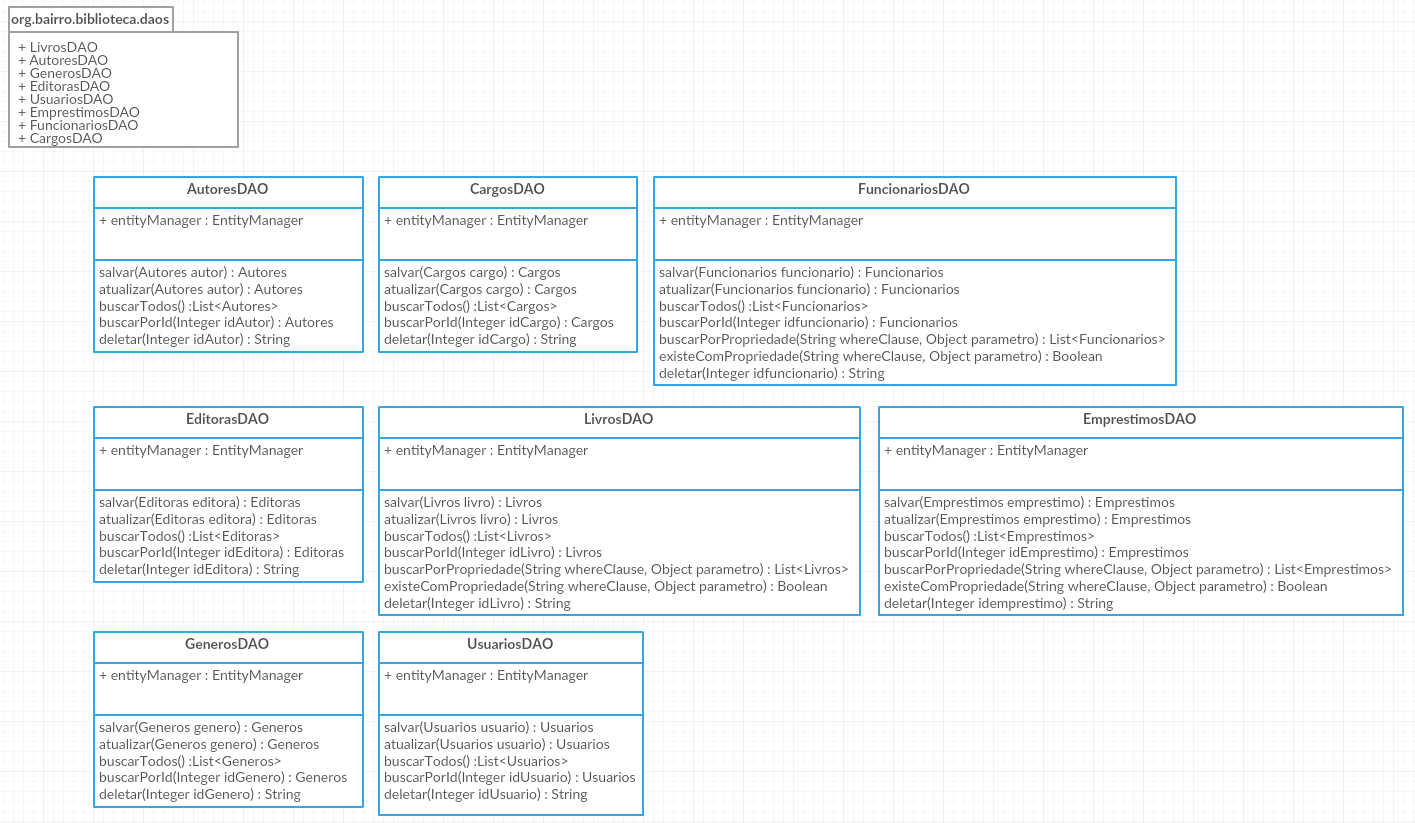 org.bairro.biblioteca.daos
+ LivrosDAO
+ AutoresDAO
+ GenerosDAO
+ EditorasDAO
+ UsuariosDAO
+ EmprestimosDAO
+ FuncionariosDAO
+ CargosDAO
AutoresDAO
+ entityManager : EntityManager
salvar(Autores autor) : Autores
atualizar(Autores autor) : Autores
buscarTodos() :List<Autores>
buscarPorId(Integer idAutor) : Autores
deletar(Integer idAutor) : String
CargosDAO
+ entityManager : EntityManager
salvar(Cargos cargo) : Cargos
atualizar(Cargos cargo) : Cargos
buscarTodos() :List<Cargos>
buscarPorId(Integer idCargo) : Cargos
deletar(Integer idCargo) : String
FuncionariosDAO
+ entityManager : EntityManager
salvar(Funcionarios funcionario) : Funcionarios
atualizar(Funcionarios funcionario) : Funcionarios
buscarTodos() :List<Funcionarios>
buscarPorId(Integer idfuncionario) : Funcionarios
buscarPorPropriedade(String whereClause, Object parametro) : List<Funcionarios>
existeComPropriedade(String whereClause, Object parametro) : Boolean
deletar(Integer idfuncionario) : String
EditorasDAO
+ entityManager : EntityManager
salvar(Editoras editora) : Editoras
atualizar(Editoras editora) : Editoras
buscarTodos() :List<Editoras>
buscarPorId(Integer idEditora) : Editoras
deletar(Integer idEditora) : String
LivrosDAO
+ entityManager : EntityManager
salvar(Livros livro) : Livros
atualizar(Livros livro) : Livros
buscarTodos() :List<Livros>
buscarPorId(Integer idLivro) : Livros
buscarPorPropriedade(String whereClause, Object parametro) : List<Livros>
existeComPropriedade(String whereClause, Object parametro) : Boolean
deletar(Integer idLivro) : String
EmprestimosDAO
+ entityManager : EntityManager
salvar(Emprestimos emprestimo) : Emprestimos
atualizar(Emprestimos emprestimo) : Emprestimos
buscarTodos() :List<Emprestimos>
buscarPorId(Integer idEmprestimo) : Emprestimos
buscarPorPropriedade(String whereClause, Object parametro) : List<Emprestimos>
existeComPropriedade(String whereClause, Object parametro) : Boolean
deletar(Integer idemprestimo) : String
GenerosDAO
+ entityManager : EntityManager
salvar(Generos genero) : Generos
atualizar(Generos genero) : Generos
buscarTodos() :List<Generos>
buscarPorId(Integer idGenero) : Generos
deletar(Integer idGenero) : String
UsuariosDAO
+ entityManager : EntityManager
salvar(Usuarios usuario) : Usuarios
atualizar(Usuarios usuario) : Usuarios
buscarTodos() :List<Usuarios>
buscarPorId(Integer idUsuario) : Usuarios
deletar(Integer idUsuario) : String